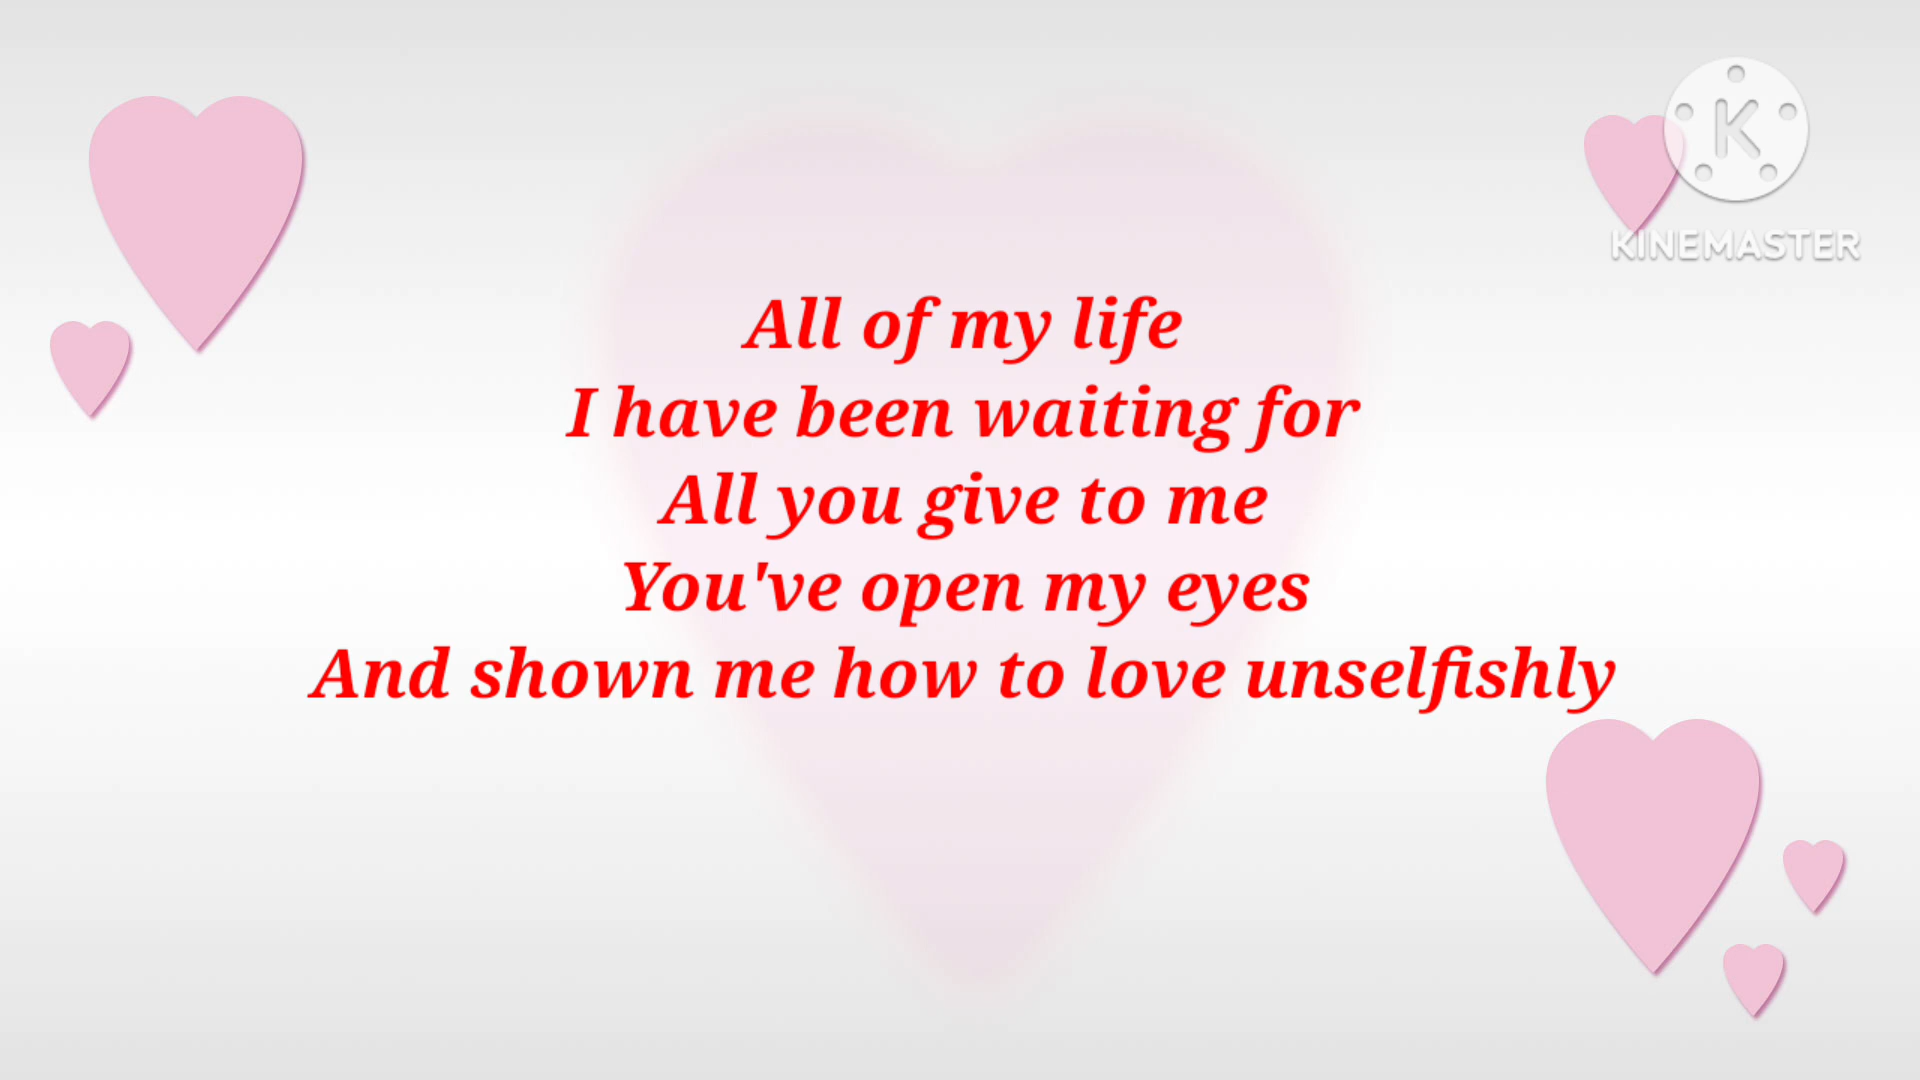 K
KINEMASTER
All of my life
I have been waiting for
All you give to me
You've open my eyes
And shown me how to love unselfishly